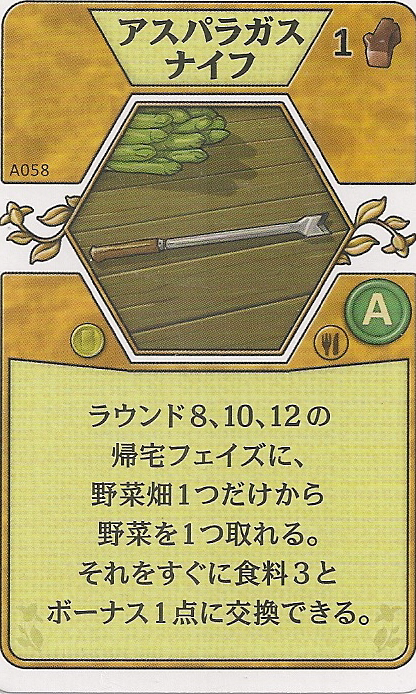 アスパラガス
ナイフ
1
A058
A
ラウンド8、10、12の
帰宅フェイズに、
野菜畑1つだけから
野菜を1つ取れる。
それをすぐに食料3と
ボーナス1点に交換できる。